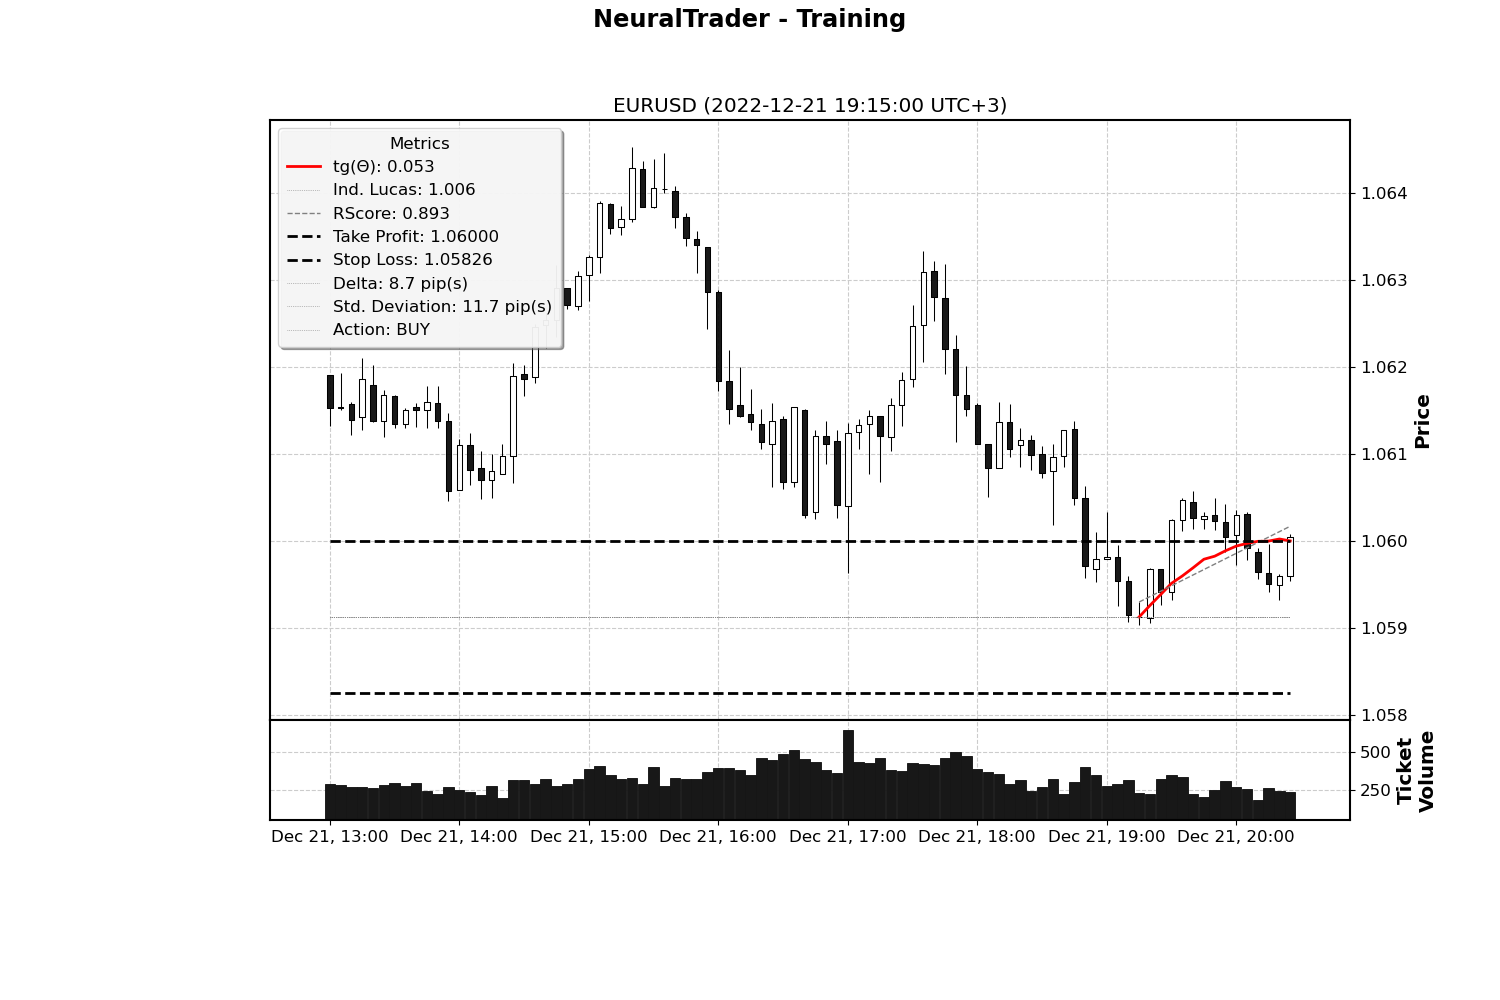 NeuralTrader - Training
EURUSD (2022-12-21 19:15:00 UTC+3)
Metrics
tg(Θ): 0.053
Ind. Lucas: 1.006
RScore: 0.893
Take Profit: 1.06000
Stop Loss: 1.05826
Delta: 8.7 pip(s)
Std. Deviation: 11.7 pip(s)
Action: BUY
1.064
1.063
1.062
1.061
1.060
1.059
1.058
Price
500
250
Ticket
Volume
Dec 21, 13:00 Dec 21, 14:00 Dec 21, 15:00 Dec 21, 16:00 Dec 21, 17:00 Dec 21, 18:00 Dec 21, 19:00 Dec 21, 20:00